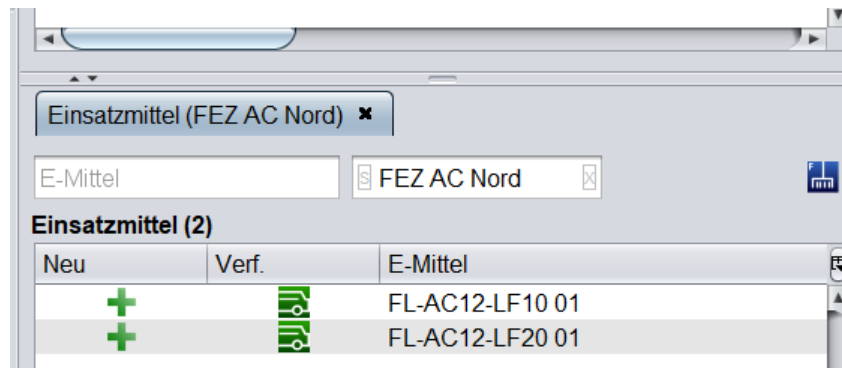 Einsatzmittel (FEZ AC Nord)
E-Mittel
S FEZ AC Nord X
Einsatzmittel (2)
Neu Verf. E-Mittel
FL-AC12-LF10 01
FL-AC12-LF20 01